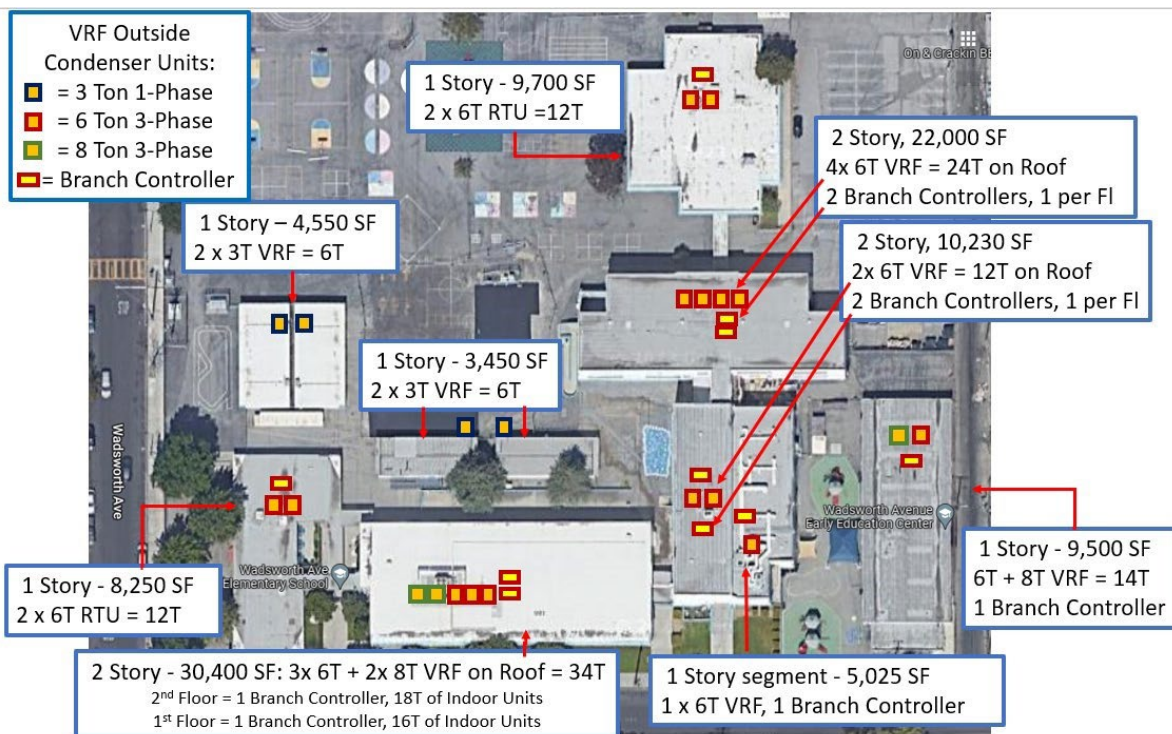 VRF Outside
Condenser Units:
= 3 Ton 1-Phase
= 6 Ton 3-Phase
= 8 Ton 3-Phase
= Branch Controller
On & Crackin BE
1 Story - 9,700 SF
2 x 6T RTU =12T
2 Story, 22,000 SF
4x 6T VRF = 24T on Roof
2 Branch Controllers, 1 per Fl
1 Story – 4,550 SF
2 x 3T VRF = 6T
2 Story, 10,230 SF
2x 6T VRF = 12T on Roof
2 Branch Controllers, 1 per Fl
1 Story - 3,450 SF
2 x 3T VRF = 6T
Wadsworth Ave
Wadsworth Avenue
Early Education Center
1 Story - 9,500 SF
6T + 8T VRF = 14T
1 Branch Controller
1 Story - 8,250 SF
2 x 6T RTU = 12T
Wadsworth Ave
Elementary School
2 Story - 30,400 SF: 3x 6T + 2x 8T VRF on Roof = 34T
2nd Floor = 1 Branch Controller, 18T of Indoor Units
1st Floor = 1 Branch Controller, 16T of Indoor Units
1 Story segment - 5,025 SF
1 x 6T VRF, 1 Branch Controller